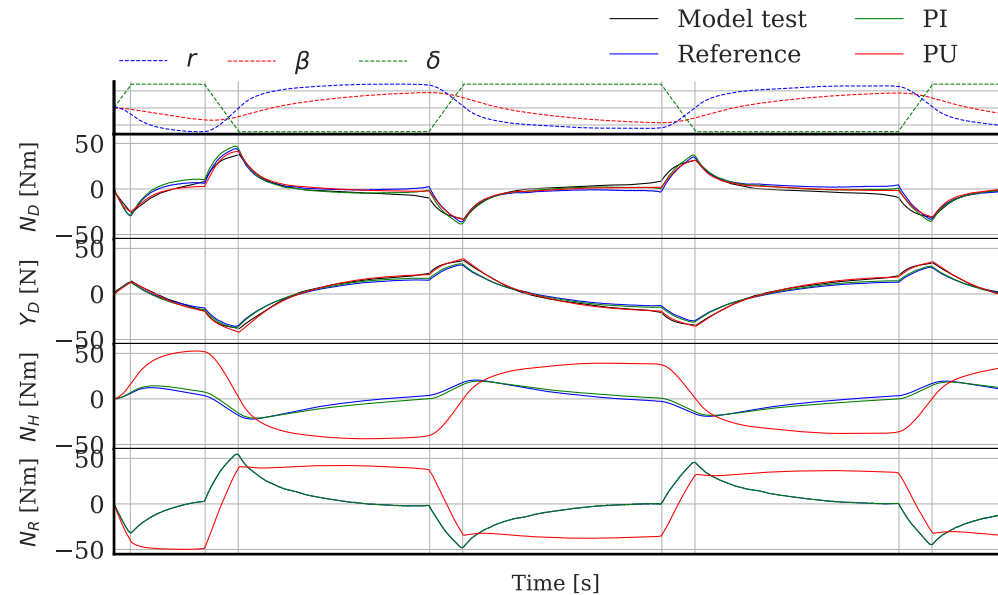 Model test PI
r β δ Reference PU
50
0
−50
N_D [Nm]
50
0
−50
Y_D [N]
50
0
−50
N_H [Nm]
50
0
−50
N_R [Nm]
Time [s]